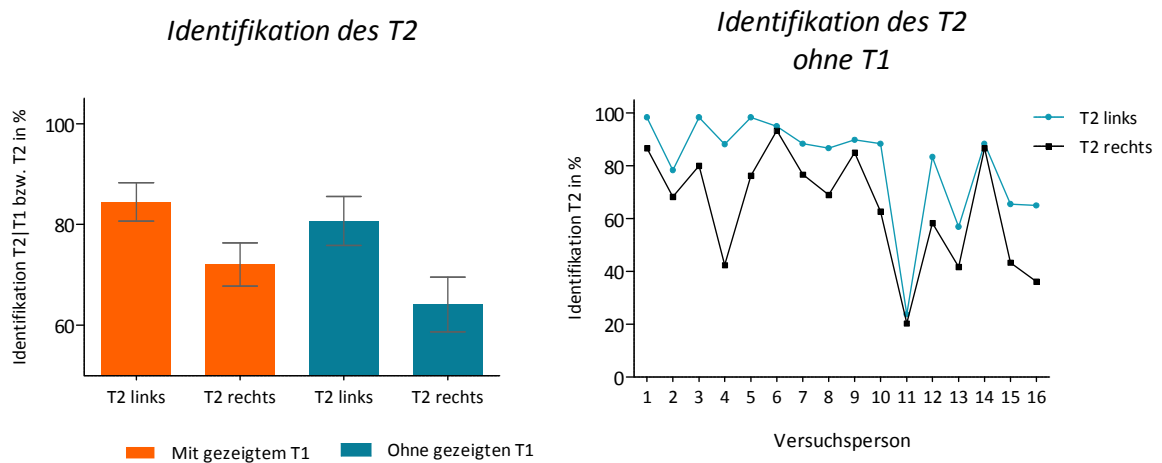 Identifikation des T2
Identifikation T2|T1 bzw. T2 in %
100
80
60
T2 links
T2 rechts
T2 links
T2 rechts
Mit gezeigtem T1
Ohne gezeigten T1
Identifikation des T2
ohne T1
Identifikation T2 in %
100
80
60
40
20
0
1 2 3 4 5 6 7 8 9 10 11 12 13 14 15 16
Versuchsperson
T2 links
T2 rechts